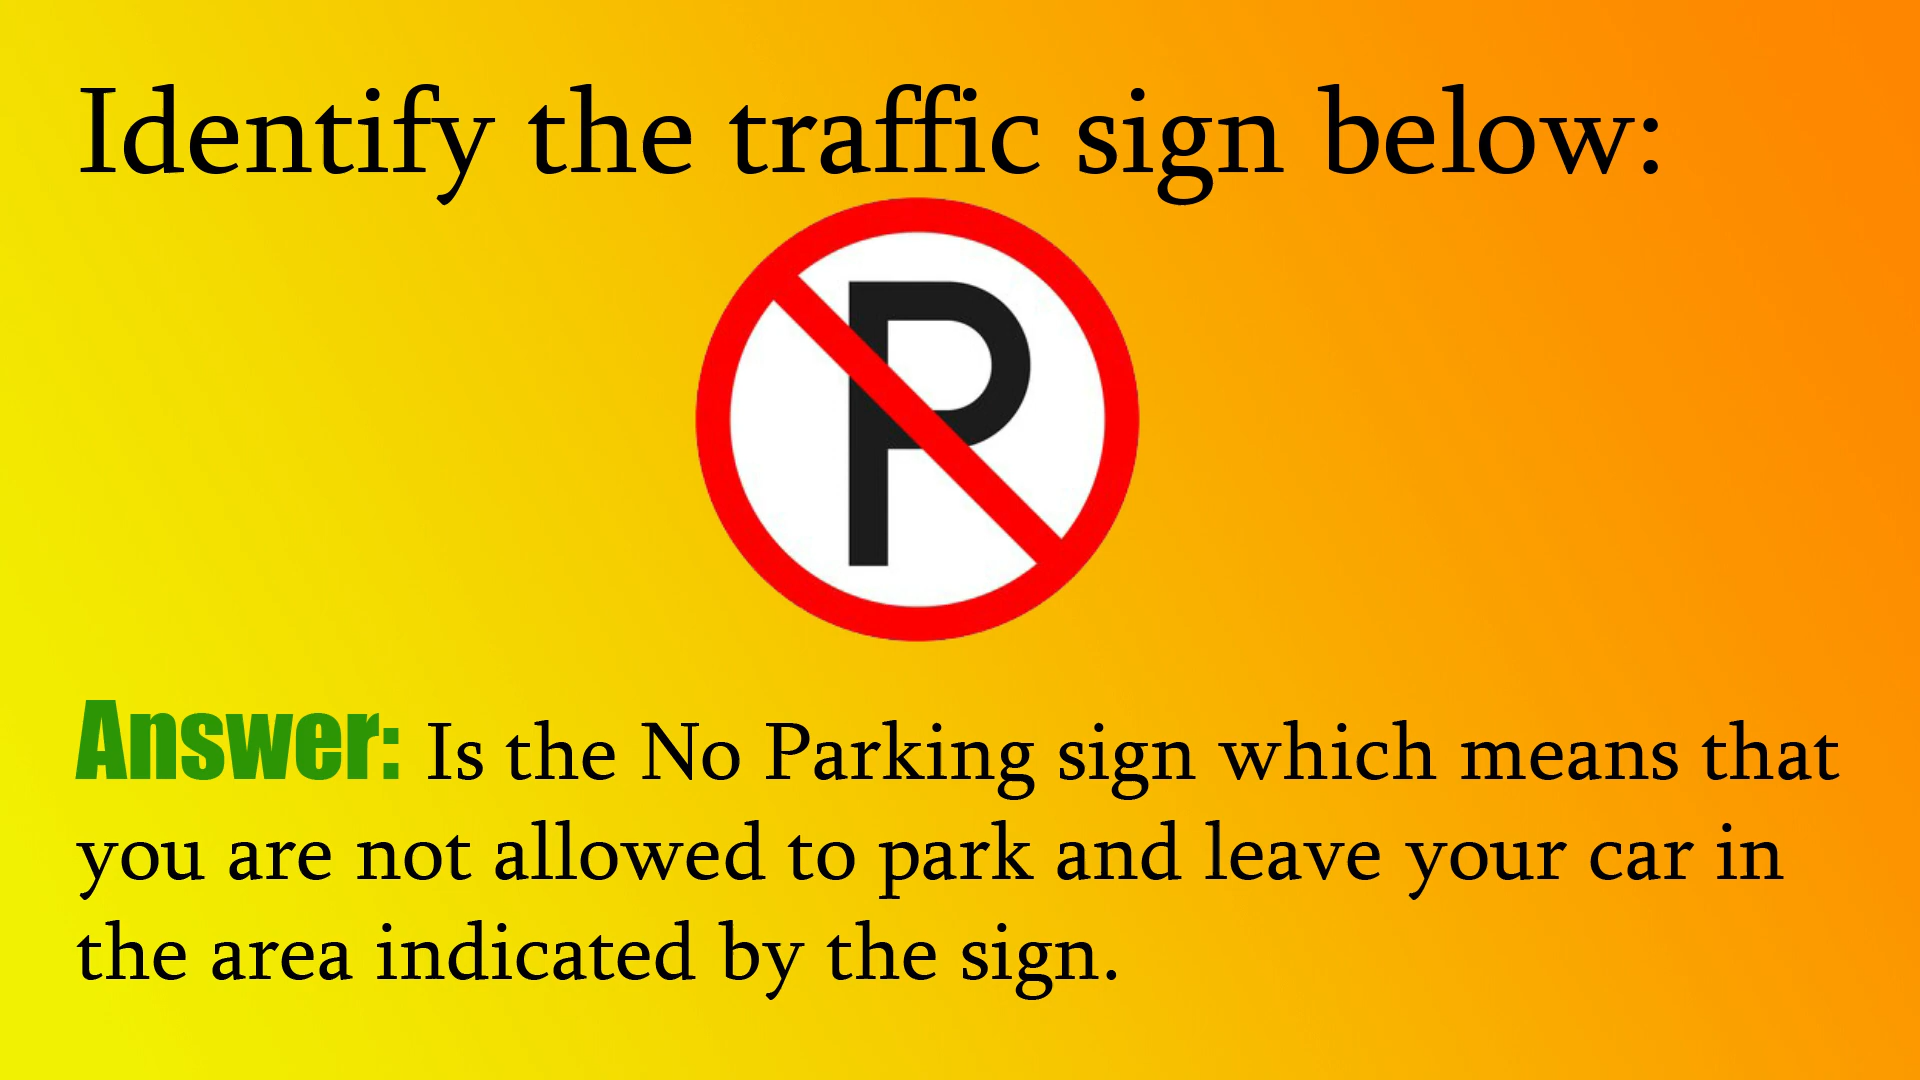 Identify the traffic sign below:
P
Answer: Is the No Parking sign which means that
you are not allowed to park and leave your car in
the area indicated by the sign.